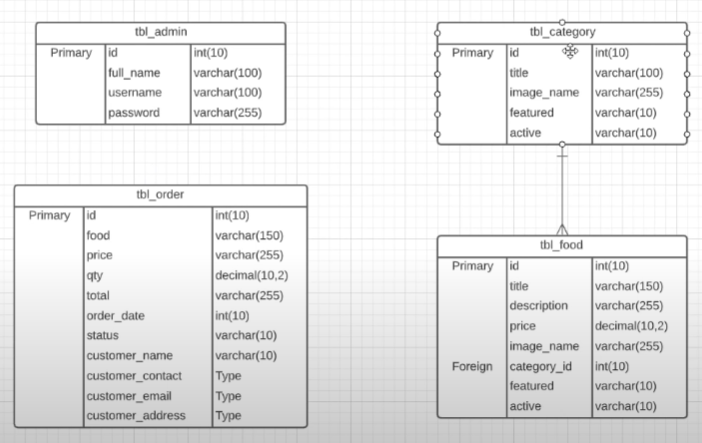 tbl_admin
Primary id int(10)
full_name varchar(100)
username varchar(100)
password varchar(255)
tbl_category
Primary id int(10)
title varchar(100)
image_name varchar(255)
featured varchar(10)
active varchar(10)
tbl_order
Primary id int(10)
food varchar(150)
price varchar(255)
qty decimal(10,2)
total varchar(255)
order_date int(10)
status varchar(10)
customer_name varchar(10)
customer_contact Type
customer_email Type
customer_address Type
tbl_food
Primary id int(10)
title varchar(150)
description varchar(255)
price decimal(10,2)
image_name varchar(255)
Foreign category_id int(10)
featured varchar(10)
active varchar(10)